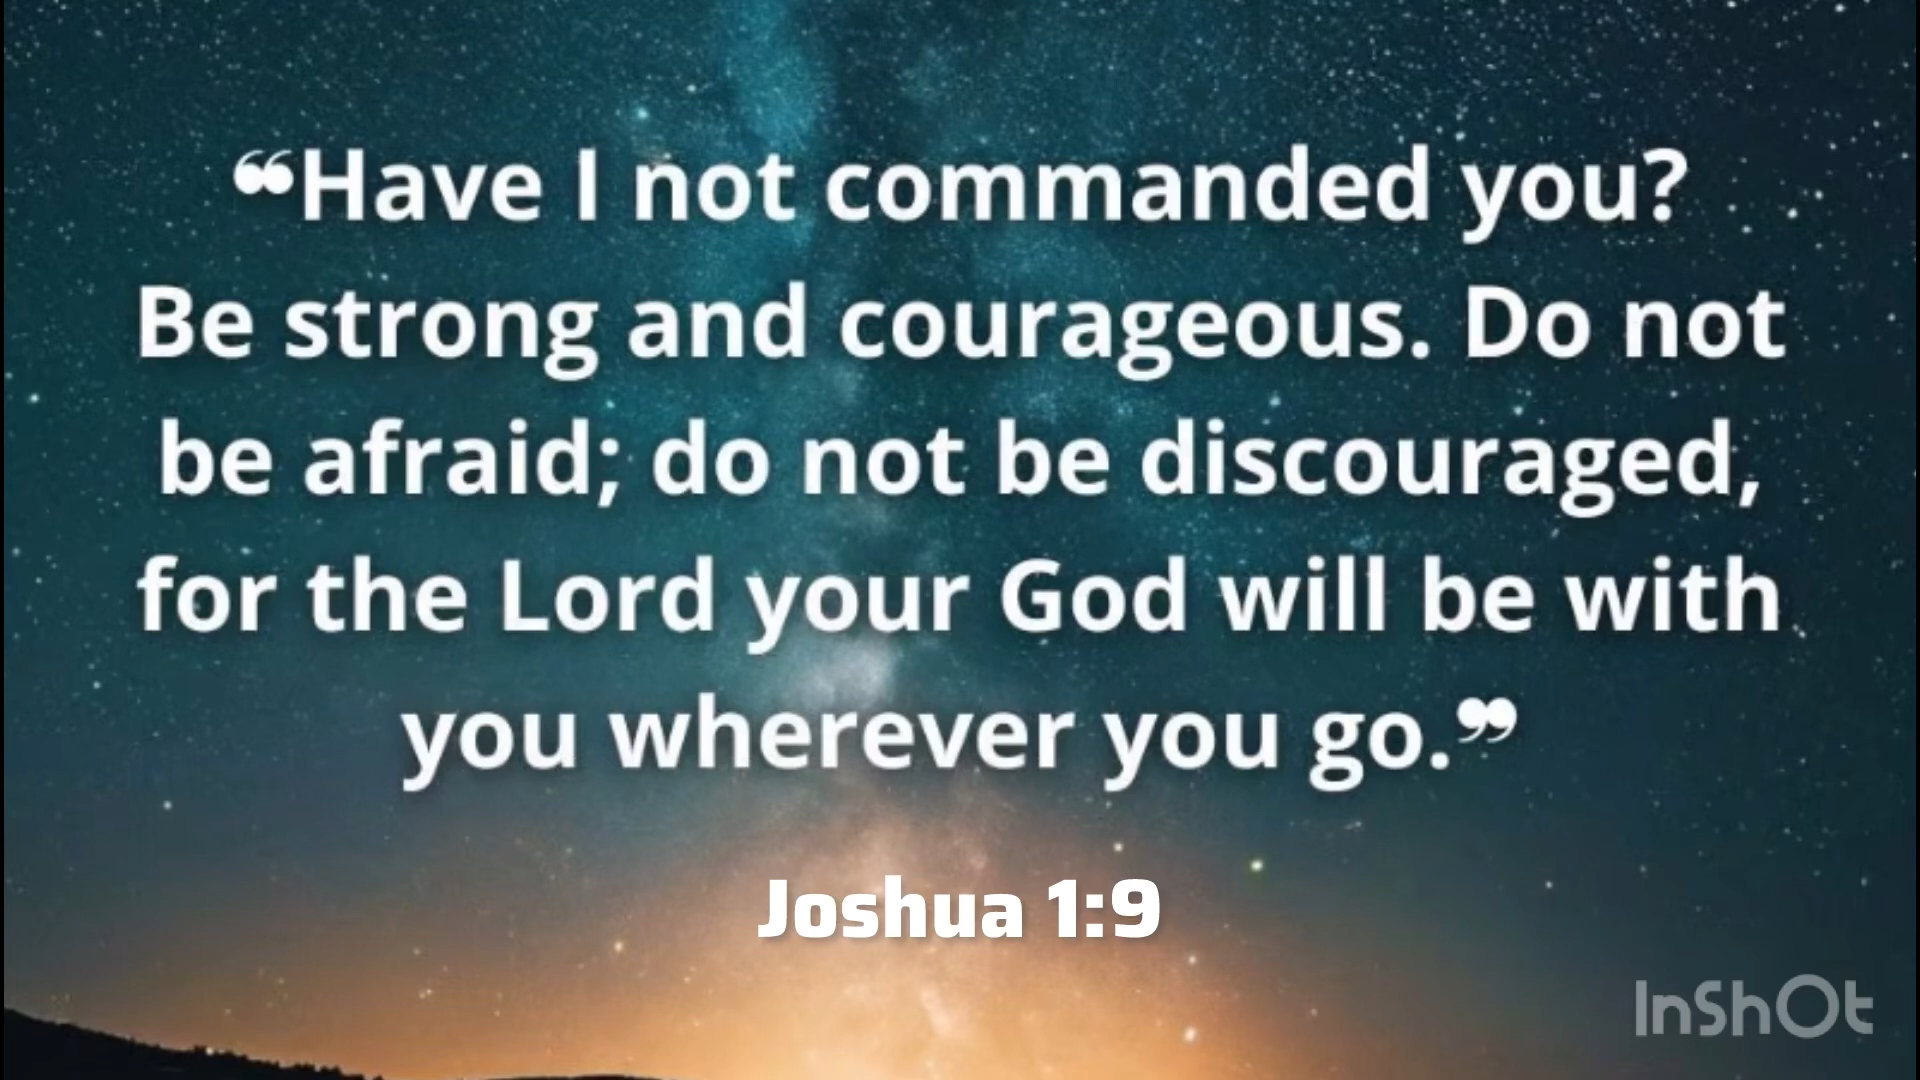 ❝Have I not commanded you?
Be strong and courageous. Do not
be afraid; do not be discouraged,
for the Lord your God will be with
you wherever you go.❞
Joshua 1:9
InShOt